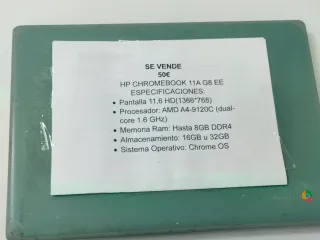 SE VENDE
50€
HP CHROMEBOOK 11A G8 EE
ESPECIFICACIONES:
• Pantalla 11.6 HD(1366*768)
• Procesador: AMD A4-9120C (dual-
core 1.6 GHz)
• Memoria Ram: Hasta 8GB DDR4
• Almacenamiento: 16GB u 32GB
• Sistema Operativo: Chrome OS